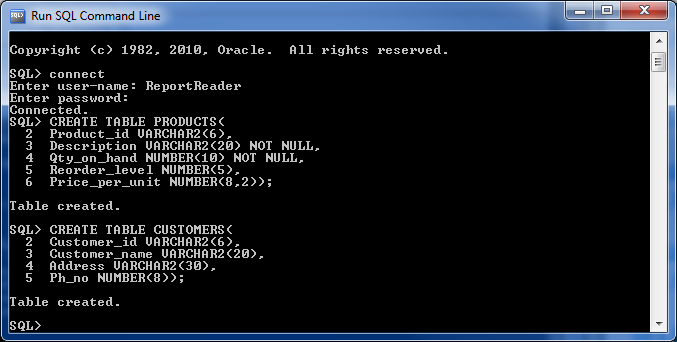 Run SQL Command Line
Copyright (c) 1982, 2010, Oracle.  All rights reserved.
SQL> connect
Enter user-name: ReportReader
Enter password:
Connected.
SQL> CREATE TABLE PRODUCTS(
  2  Product_id VARCHAR2(6),
  3  Description VARCHAR2(20) NOT NULL,
  4  Qty_on_hand NUMBER(10) NOT NULL,
  5  Reorder_level NUMBER(5),
  6  Price_per_unit NUMBER(8,2));
Table created.
SQL> CREATE TABLE CUSTOMERS(
  2  Customer_id VARCHAR2(6),
  3  Customer_name VARCHAR2(20),
  4  Address VARCHAR2(30),
  5  Ph_no NUMBER(8));
Table created.
SQL>